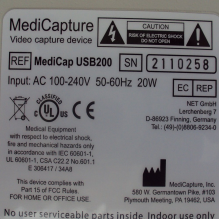 MediCapture
Video capture device
CAUTION
RISK OF ELECTRIC SHOCK
DO NOT OPEN
REF MediCap USB200 SN 2110258
Input: AC 100-240V 50-60Hz 20W
EC REP
NET GmbH
Lerchenberg 7
D-86923 Finning, Germany
Tel: (49)-(0)8806-9234-0
C UL US
Medical Equipment
with respect to electrical shock,
fire and mechanical hazards only
in accordance with IEC 60601-1,
UL 60601-1, CSA C22.2 No.601.1
E 306417 / 34A8
This device complies with
Part 15 of FCC Rules
FOR HOME OR OFFICE USE.
MediCapture, Inc.
580 W. Germantown Pike, #103
Plymouth Meeting, PA 19462, USA
No user serviceable parts inside Indoor use only